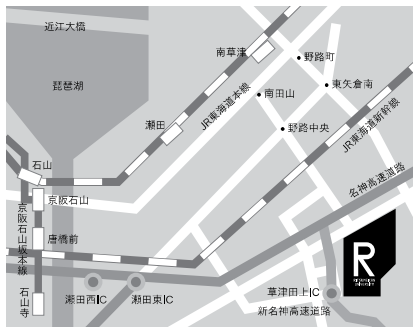 近江大橋
南草津
野路町
琵琶湖
東矢倉南
南田山
JR東海道本線
瀬田
野路中央
JR東海道新幹線
石山
名神高速道路
京阪石山
京阪石山坂本線
唐橋前
R
RITSUMEIKAN
UNIVERSITY
瀬田西IC
瀬田東IC
草津田上IC
石山寺
新名神高速道路